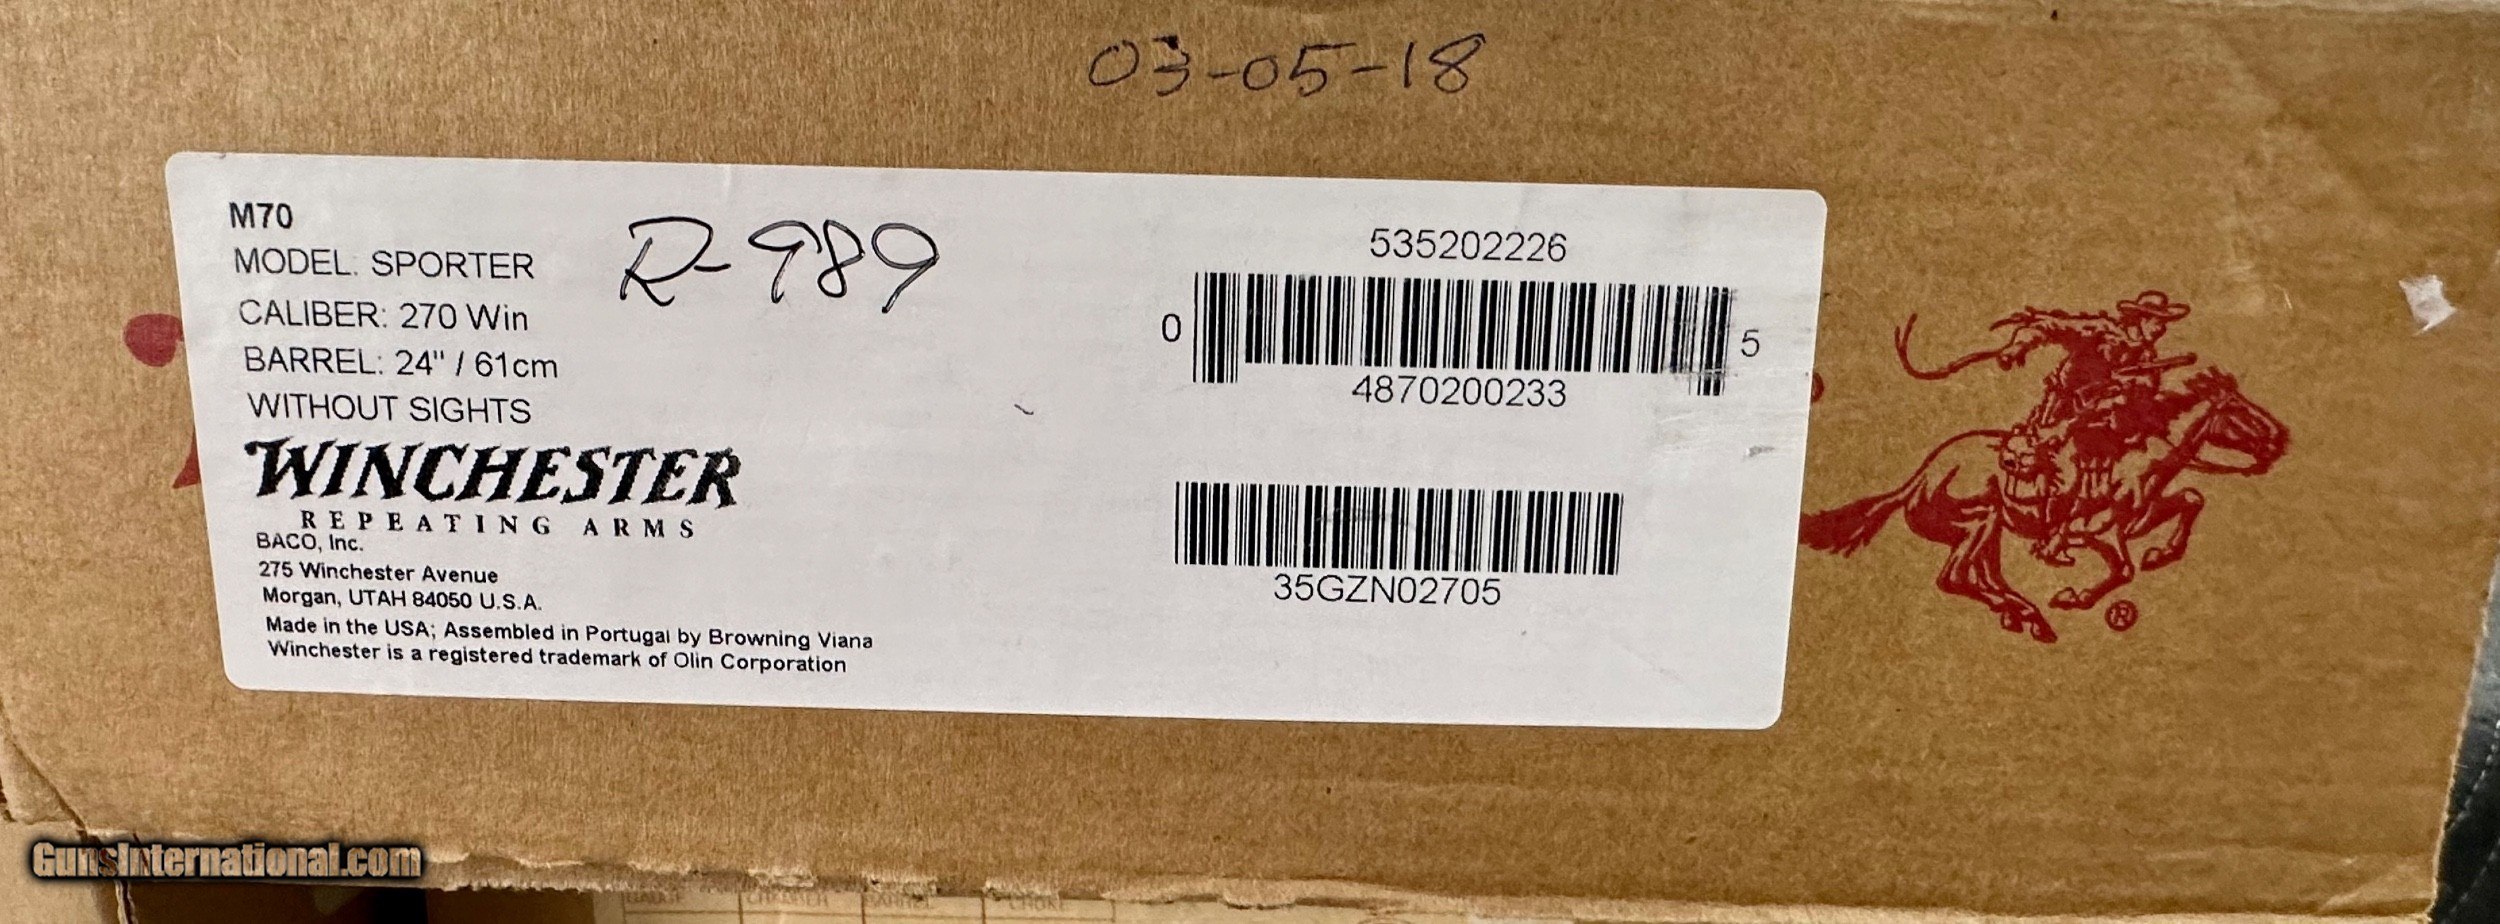 03-05-18
M70
MODEL: SPORTER
CALIBER: 270 Win
BARREL: 24" / 61cm
WITHOUT SIGHTS
R-989
WINCHESTER
REPEATING ARMS
BACO, Inc.
275 Winchester Avenue
Morgan, UTAH 84050 U.S.A.
Made in the USA; Assembled in Portugal by Browning Viana
Winchester is a registered trademark of Olin Corporation
535202226
0 4870200233 5
35GZN02705
®
GunsInternational.com